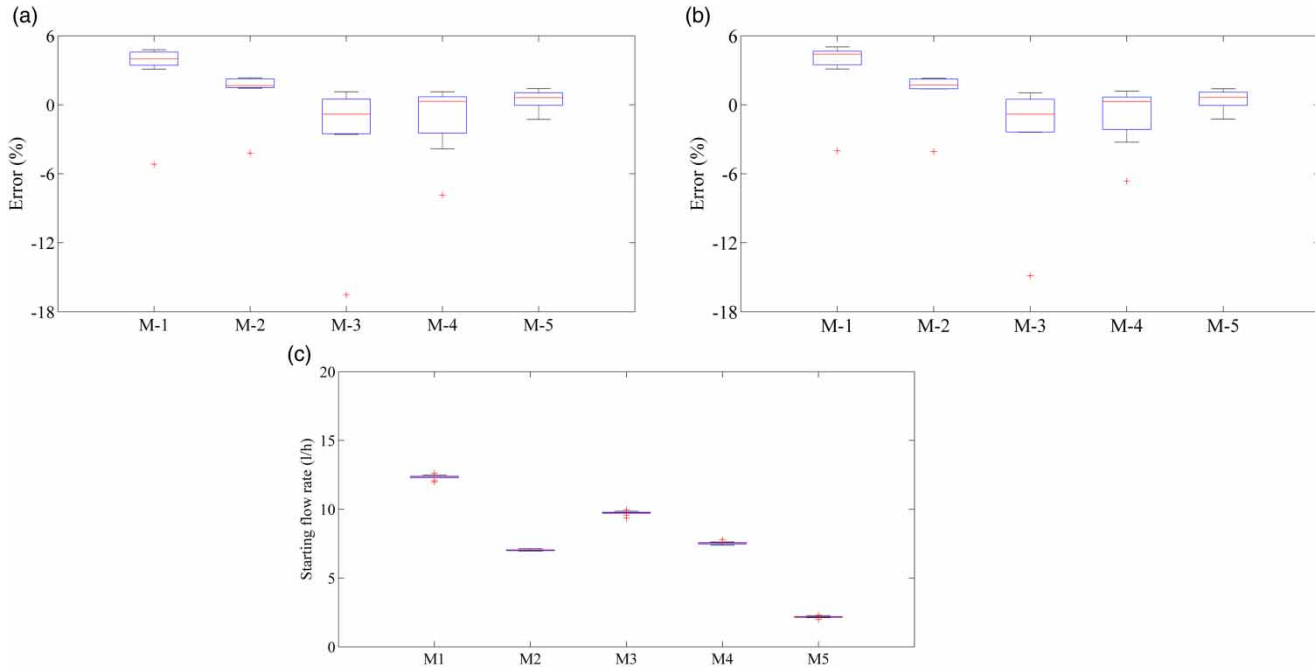 (a)
6
0
-6
-12
-18
Error (%)
M-1 M-2 M-3 M-4 M-5
(b)
6
0
-6
-12
-18
Error (%)
M-1 M-2 M-3 M-4 M-5
(c)
20
15
10
5
0
Starting flow rate (l/h)
M1 M2 M3 M4 M5